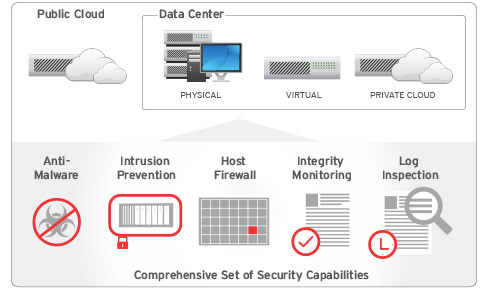 Public Cloud
Data Center
PHYSICAL
VIRTUAL
PRIVATE CLOUD
Anti-
Malware
Intrusion
Prevention
Host
Firewall
Integrity
Monitoring
Log
Inspection
Comprehensive Set of Security Capabilities